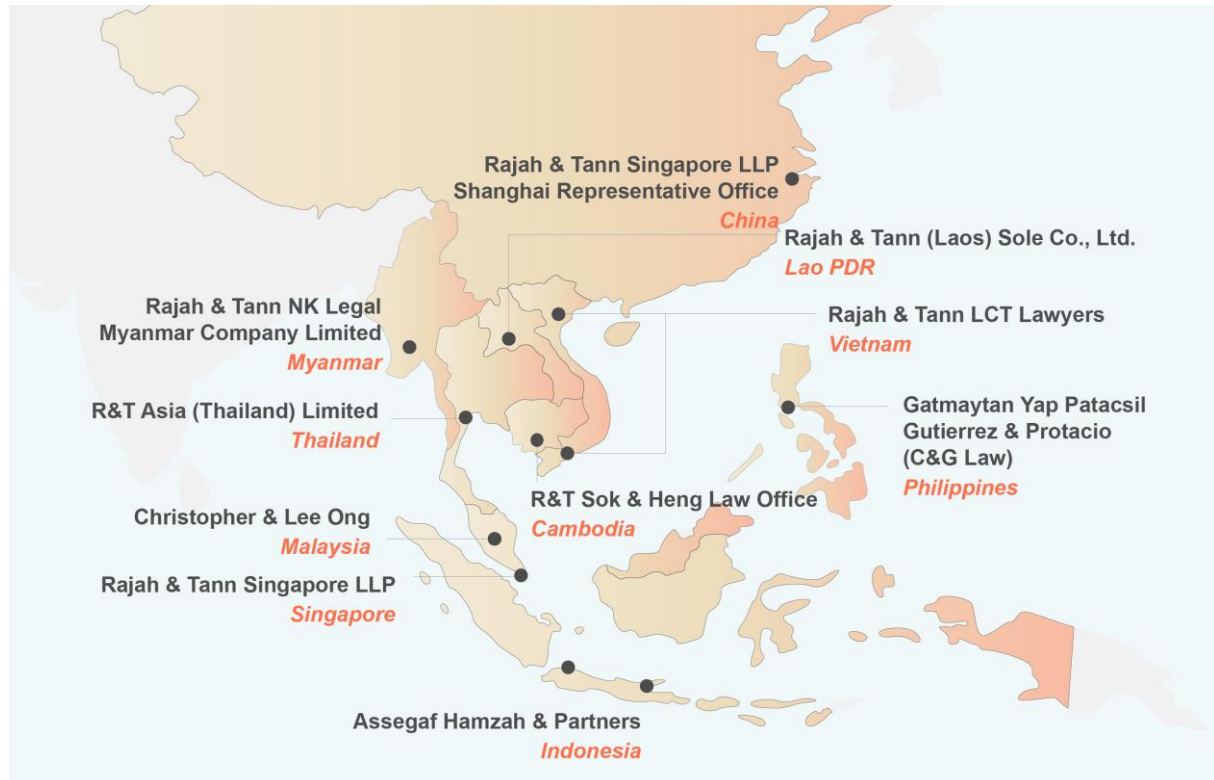 Rajah & Tann Singapore LLP
Shanghai Representative Office
China
Rajah & Tann (Laos) Sole Co., Ltd.
Lao PDR
Rajah & Tann NK Legal
Myanmar Company Limited
Myanmar
Rajah & Tann LCT Lawyers
Vietnam
R&T Asia (Thailand) Limited
Thailand
Gatmaytan Yap Patacsil
Gutierrez & Protacio
(C&G Law)
Philippines
R&T Sok & Heng Law Office
Cambodia
Christopher & Lee Ong
Malaysia
Rajah & Tann Singapore LLP
Singapore
Assegaf Hamzah & Partners
Indonesia